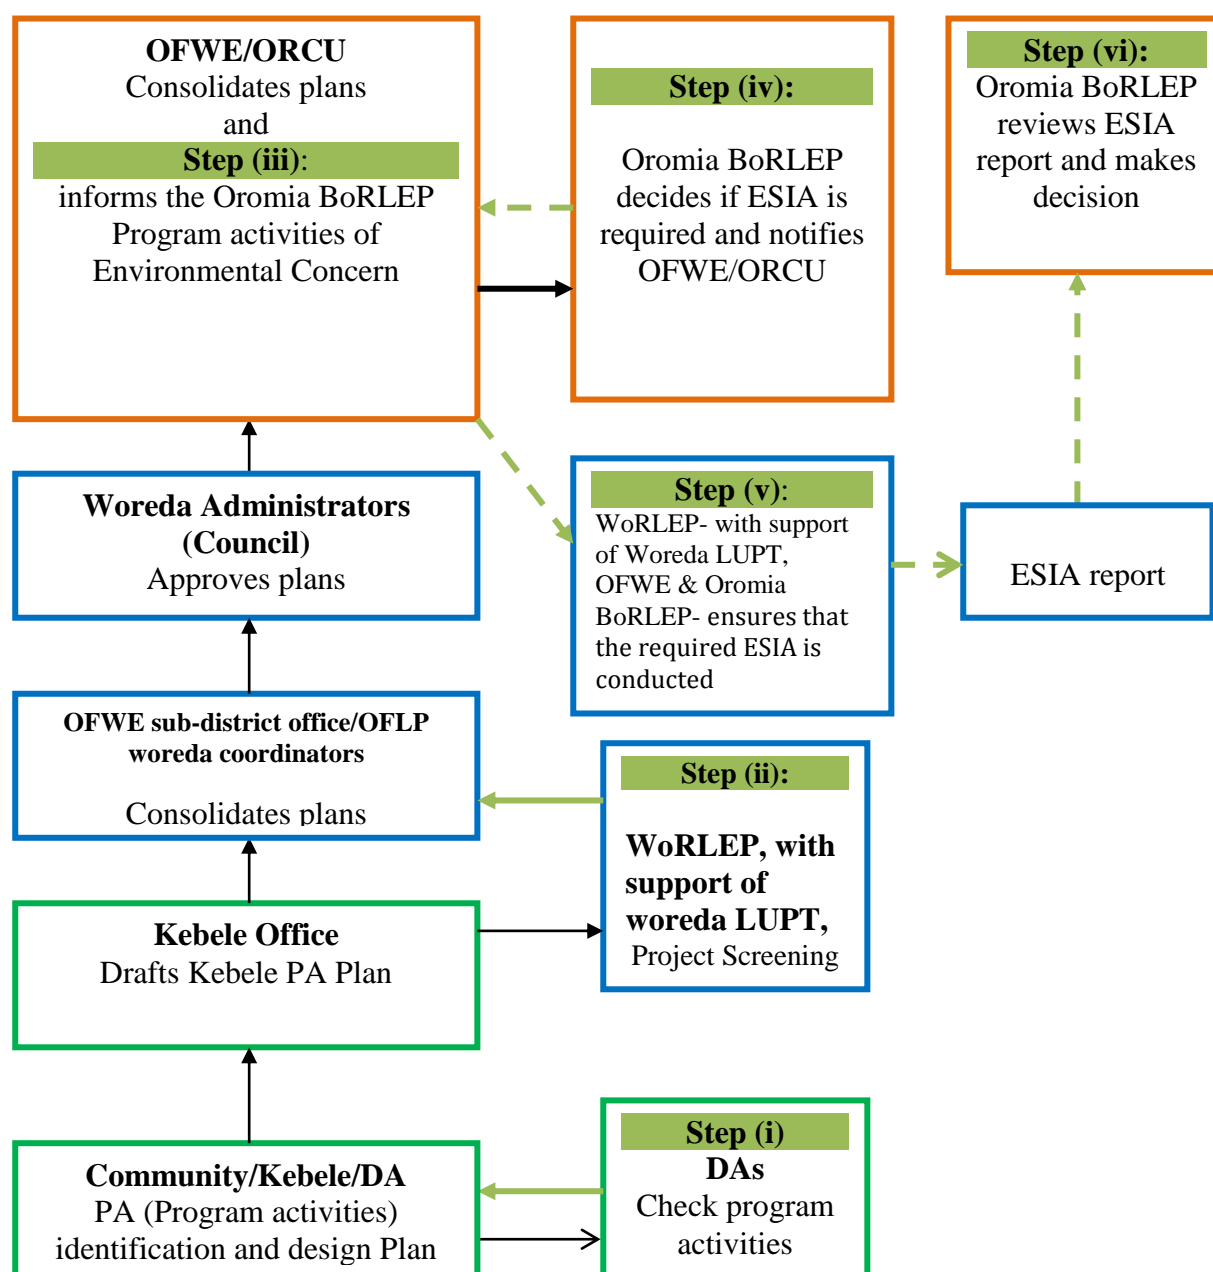 OFWE/ORCU
Consolidates plans
and
Step (iii):
informs the Oromia BoRLEP
Program activities of
Environmental Concern
Step (iv):
Oromia BoRLEP
decides if ESIA is
required and notifies
OFWE/ORCU
Step (vi):
Oromia BoRLEP
reviews ESIA
report and makes
decision
Woreda Administrators
(Council)
Approves plans
Step (v):
WoRLEP- with support
of Woreda LUPT,
OFWE & Oromia
BoRLEP- ensures that
the required ESIA is
conducted
ESIA report
OFWE sub-district office/OFLP
woreda coordinators
Consolidates plans
Step (ii):
WoRLEP, with
support of
woreda LUPT,
Project Screening
Kebele Office
Drafts Kebele PA Plan
Step (i)
DAs
Check program
activities
Community/Kebele/DA
PA (Program activities)
identification and design Plan